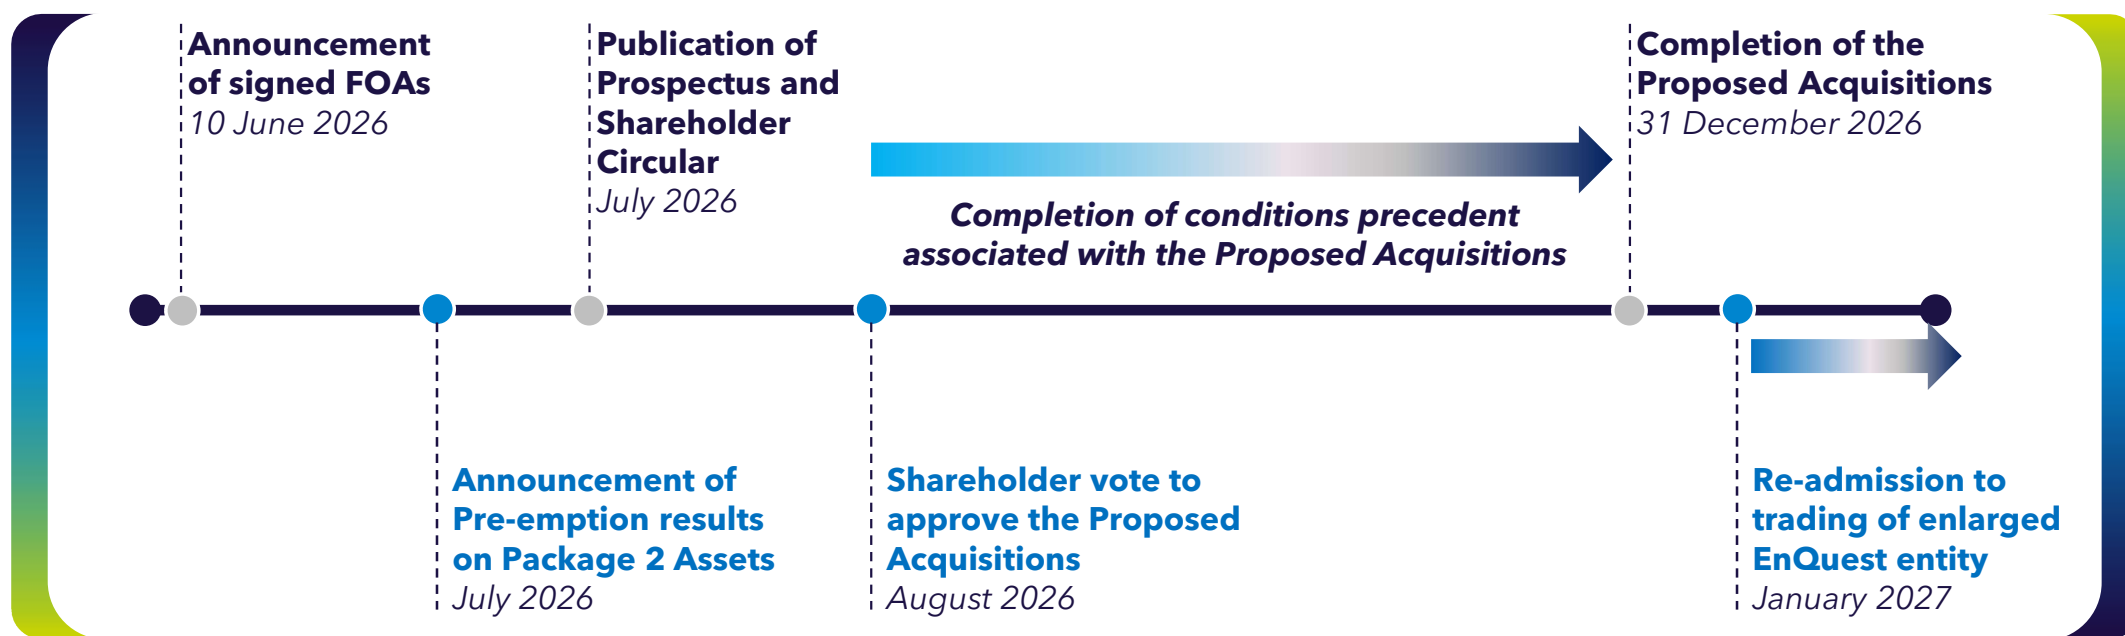 Announcement
of signed FOAs
10 June 2026
Publication of
Prospectus and
Shareholder
Circular
July 2026
Completion of conditions precedent
associated with the Proposed Acquisitions
Completion of the
Proposed Acquisitions
31 December 2026
Announcement of
Pre-emption results
on Package 2 Assets
July 2026
Shareholder vote to
approve the Proposed
Acquisitions
August 2026
Re-admission to
trading of enlarged
EnQuest entity
January 2027